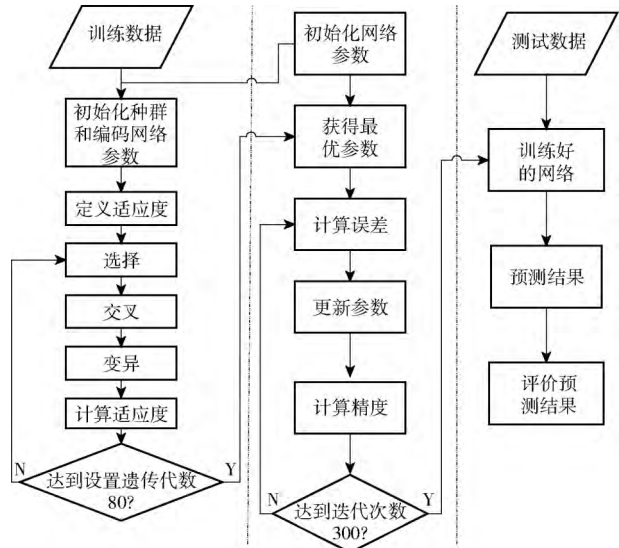 训练数据
初始化种群
和编码网络
参数
定义适应度
选择
交叉
变异
计算适应度
N
达到设置遗传代数
80?
Y
初始化网络
参数
获得最
优参数
计算误差
更新参数
计算精度
N
达到迭代次数
300?
Y
测试数据
训练好
的网络
预测结果
评价预
测结果